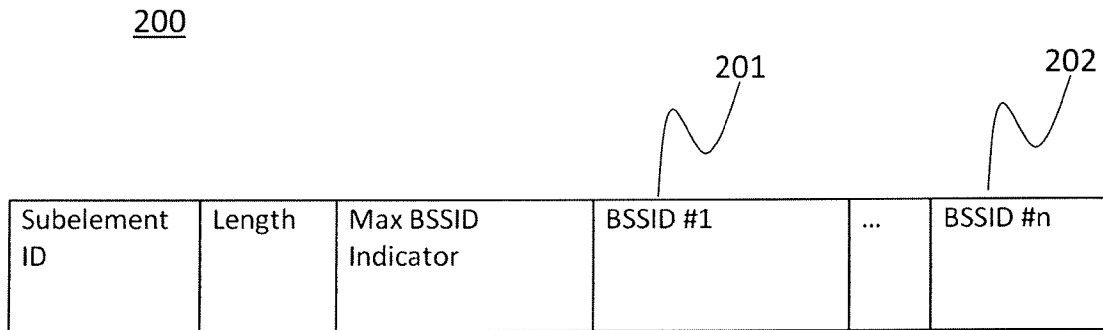 200
201
202
Subelement ID
Length
Max BSSID Indicator
BSSID #1
...
BSSID #n